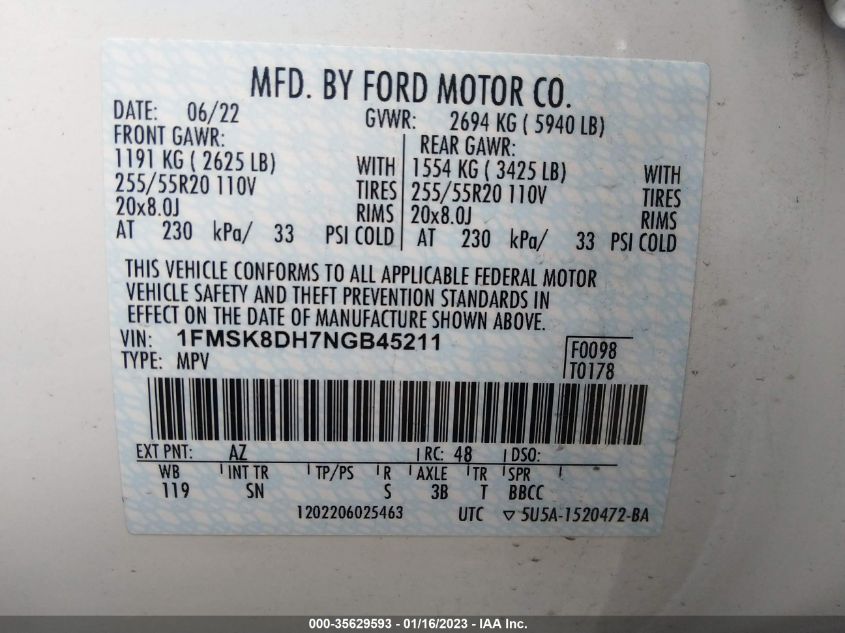 MFD. BY FORD MOTOR CO.
DATE: 06/22 GVWR: 2694 KG ( 5940 LB)
FRONT GAWR: REAR GAWR:
1191 KG ( 2625 LB) WITH 1554 KG ( 3425 LB) WITH
255/55R20 110V TIRES 255/55R20 110V TIRES
20x8.0J RIMS 20x8.0J RIMS
AT 230 kPa/ 33 PSI COLD AT 230 kPa/ 33 PSI COLD
THIS VEHICLE CONFORMS TO ALL APPLICABLE FEDERAL MOTOR
VEHICLE SAFETY AND THEFT PREVENTION STANDARDS IN
EFFECT ON THE DATE OF MANUFACTURE SHOWN ABOVE.
VIN: 1FMSK8DH7NGB45211 F0098
TYPE: MPV T0178
EXT PNT: AZ RC: 48 DSO:
WB INT TR TP/PS R AXLE TR SPR
119 SN S 3B T BBCC
1202206025463 UTC ▽ 5U5A-1520472-BA
000-35629593 - 01/16/2023 - IAA Inc.